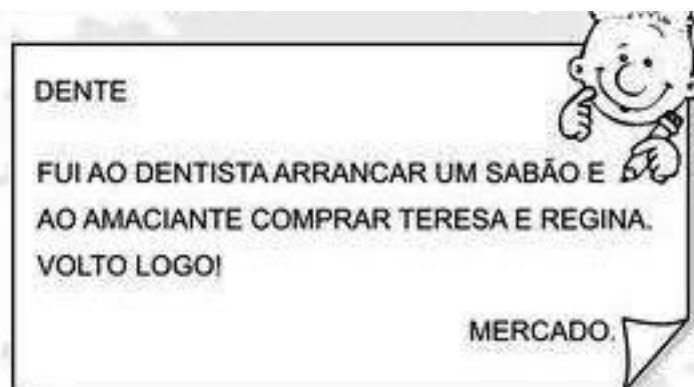 DENTE
FUI AO DENTISTA ARRANCAR UM SABÃO E
AO AMACIANTE COMPRAR TERESA E REGINA.
VOLTO LOGO!
MERCADO.